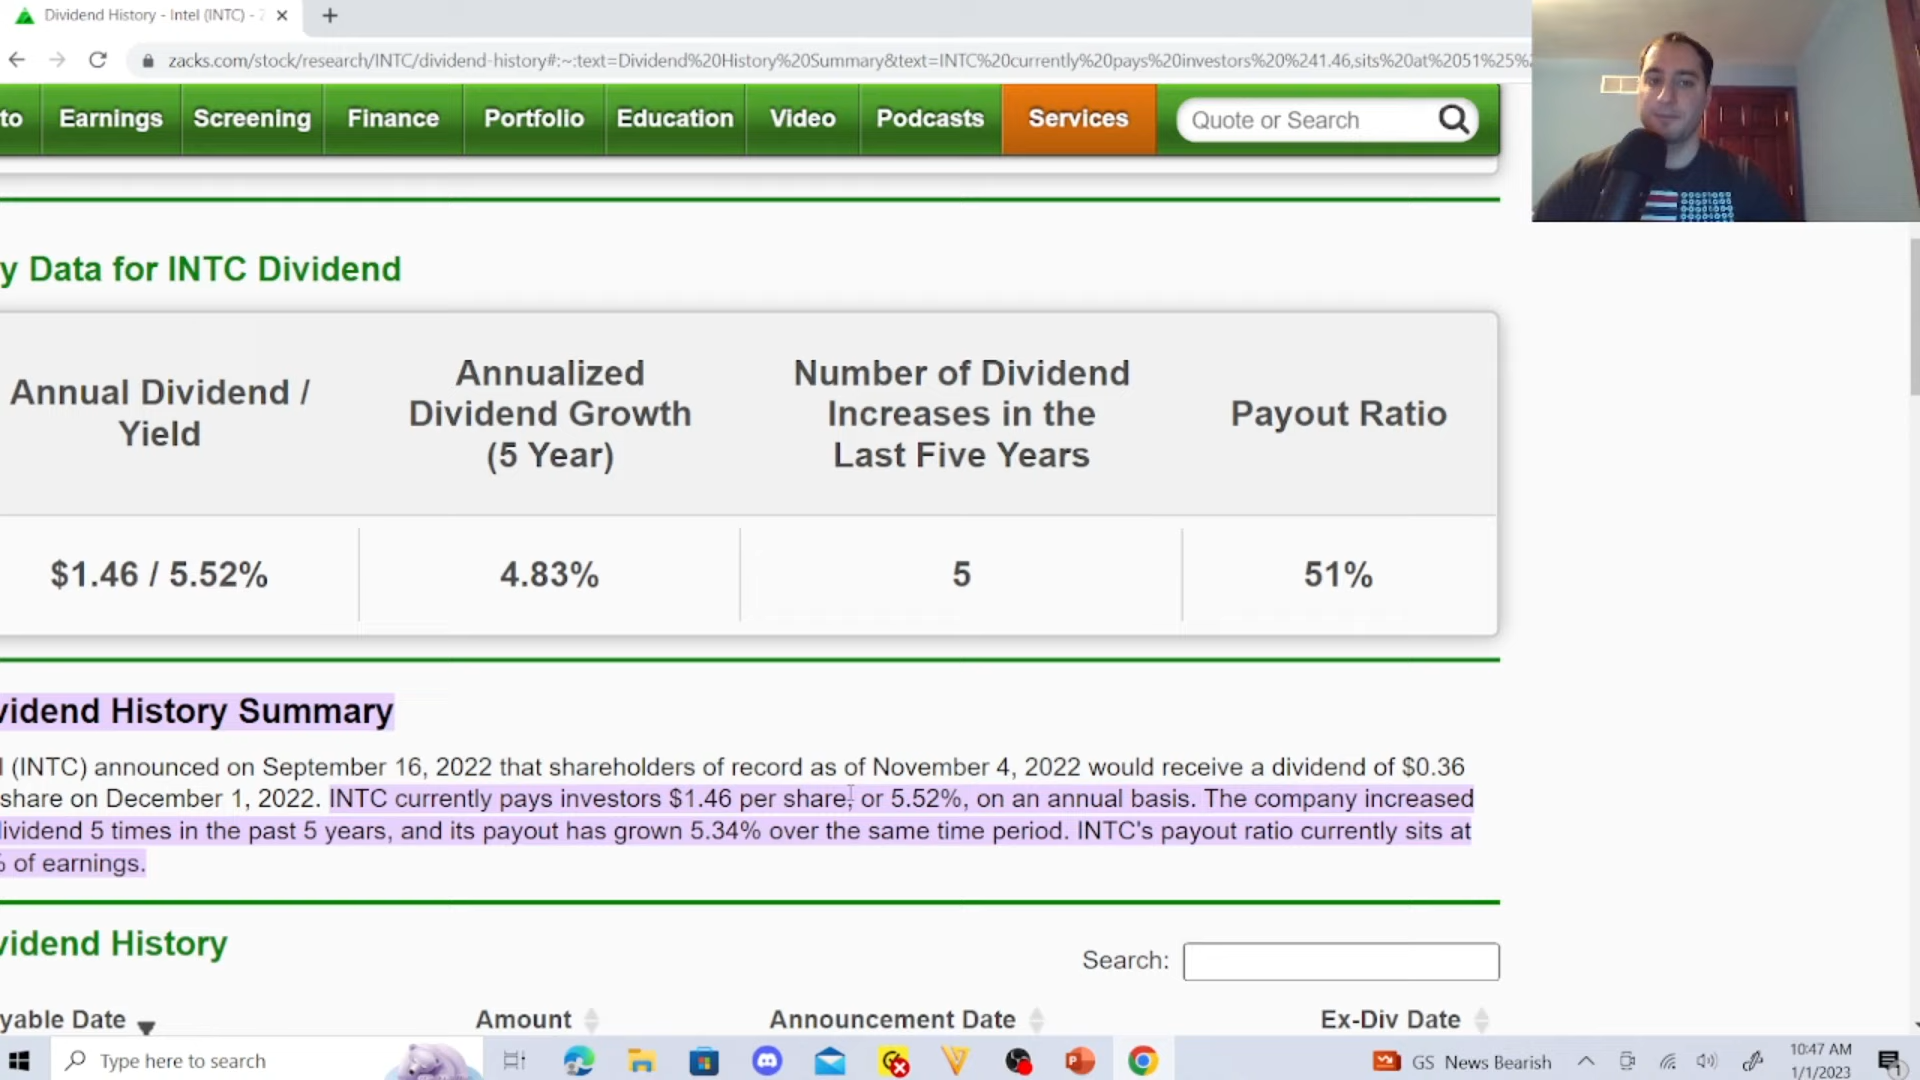 Dividend History - Intel (INTC) -
zacks.com/stock/research/INTC/dividend-history#:~:text=Dividend%20History%20Summary&text=INTC%20currently%20pays%20investors%20%241.46,sits%20at%2051%25%2
to Earnings Screening Finance Portfolio Education Video Podcasts Services Quote or Search
y Data for INTC Dividend
Annual Dividend /
Yield
Annualized
Dividend Growth
(5 Year)
Number of Dividend
Increases in the
Last Five Years
Payout Ratio
$1.46 / 5.52% 4.83% 5 51%
vidend History Summary
l (INTC) announced on September 16, 2022 that shareholders of record as of November 4, 2022 would receive a dividend of $0.36
share on December 1, 2022. INTC currently pays investors $1.46 per share, or 5.52%, on an annual basis. The company increased
dividend 5 times in the past 5 years, and its payout has grown 5.34% over the same time period. INTC's payout ratio currently sits at
% of earnings.
vidend History
Search:
yable Date Amount Announcement Date Ex-Div Date
Type here to search
GS News Bearish
10:47 AM
1/1/2023
1